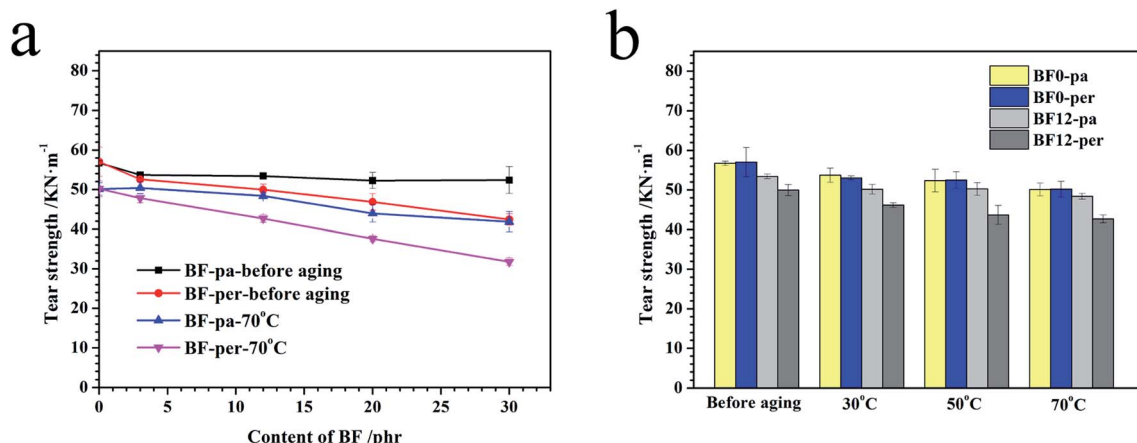 a
Tear strength /KN·m⁻¹
80
70
60
50
40
30
20
10
0
BF-pa-before aging
BF-per-before aging
BF-pa-70°C
BF-per-70°C
0 5 10 15 20 25 30
Content of BF /phr
b
Tear strength /KN·m⁻¹
80
70
60
50
40
30
20
10
0
BF0-pa
BF0-per
BF12-pa
BF12-per
Before aging 30°C 50°C 70°C